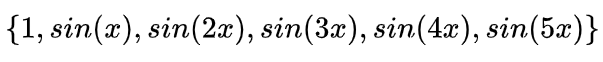 {1, sin(x), sin(2x), sin(3x), sin(4x), sin(5x)}